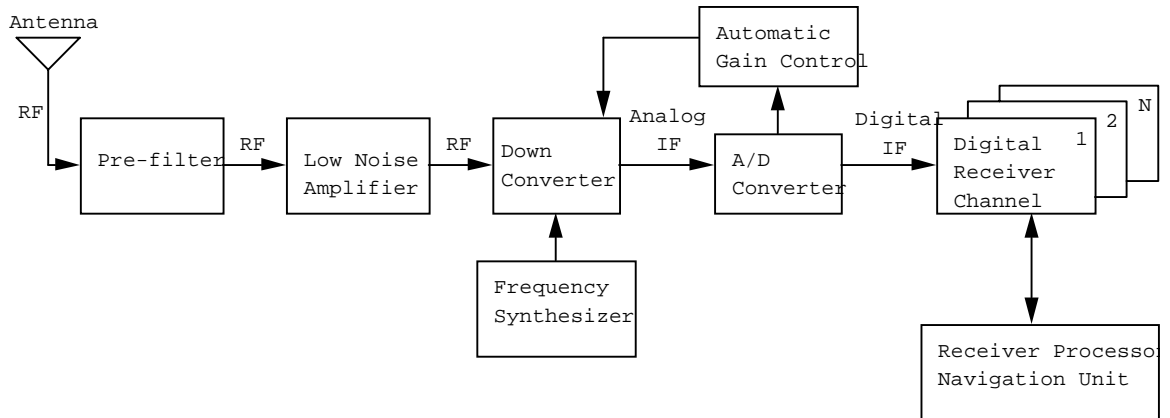 Antenna
RF
Pre-filter
RF
Low Noise
Amplifier
RF
Down
Converter
Frequency
Synthesizer
Analog
IF
Automatic
Gain Control
A/D
Converter
Digital
IF
Digital
Receiver
Channel
1
2
N
Receiver Processor
Navigation Unit